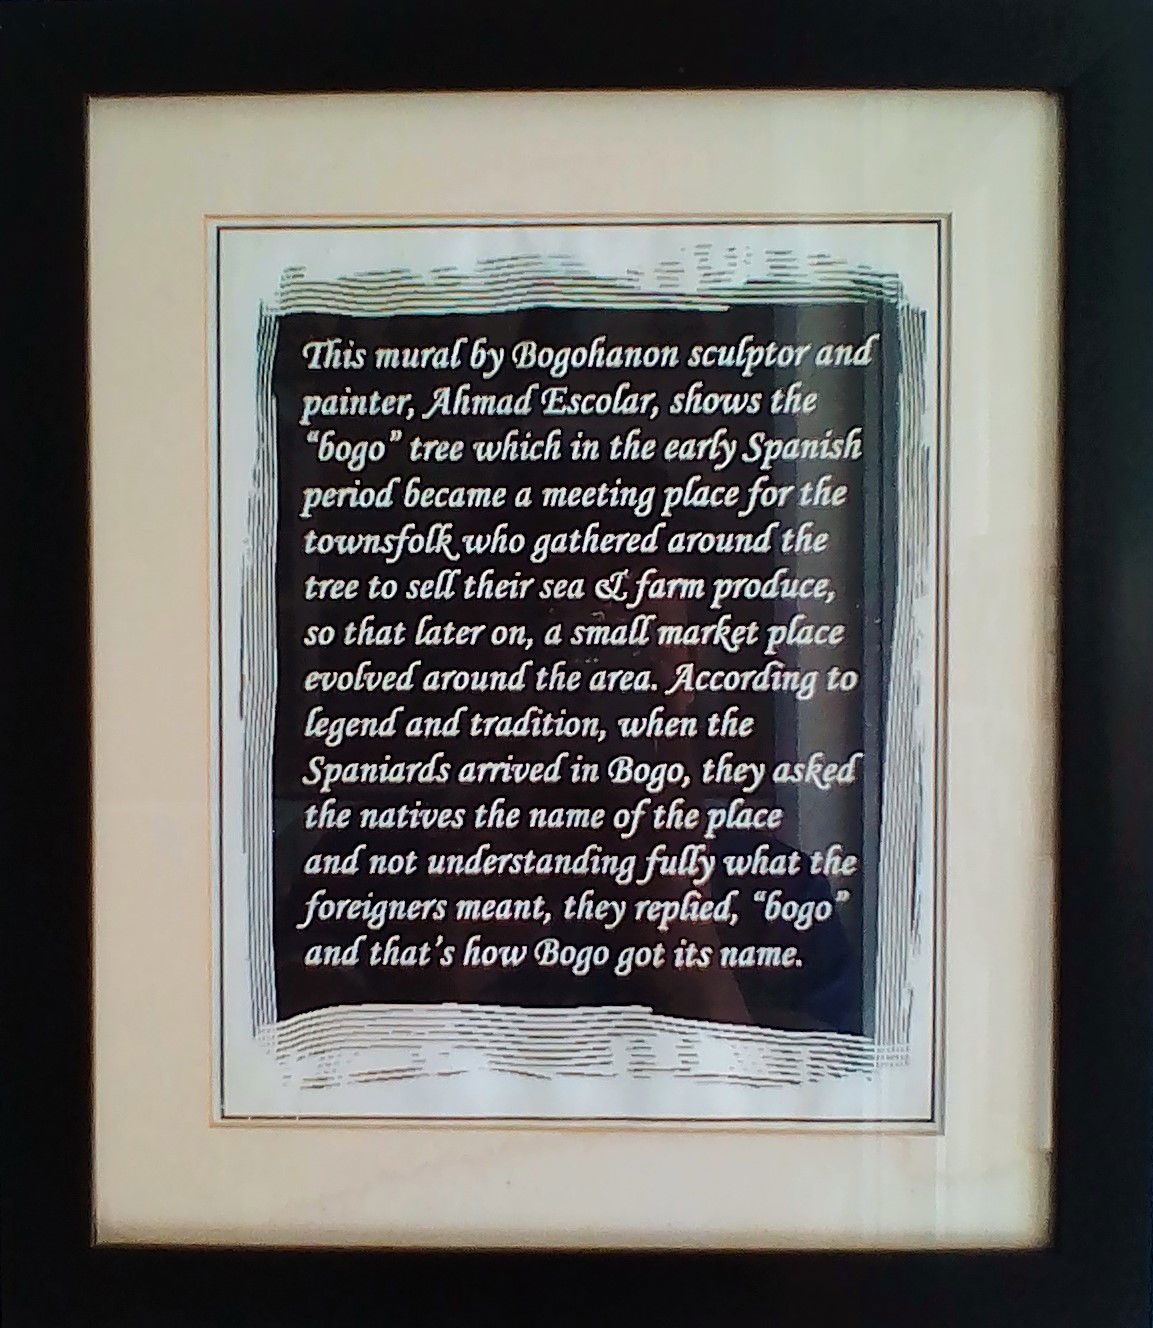 This mural by Bogohanon sculptor and
painter, Ahmad Escolar, shows the
“bogo” tree which in the early Spanish
period became a meeting place for the
townsfolk who gathered around the
tree to sell their sea & farm produce,
so that later on, a small market place
evolved around the area. According to
legend and tradition, when the
Spaniards arrived in Bogo, they asked
the natives the name of the place
and not understanding fully what the
foreigners meant, they replied, “bogo”
and that’s how Bogo got its name.